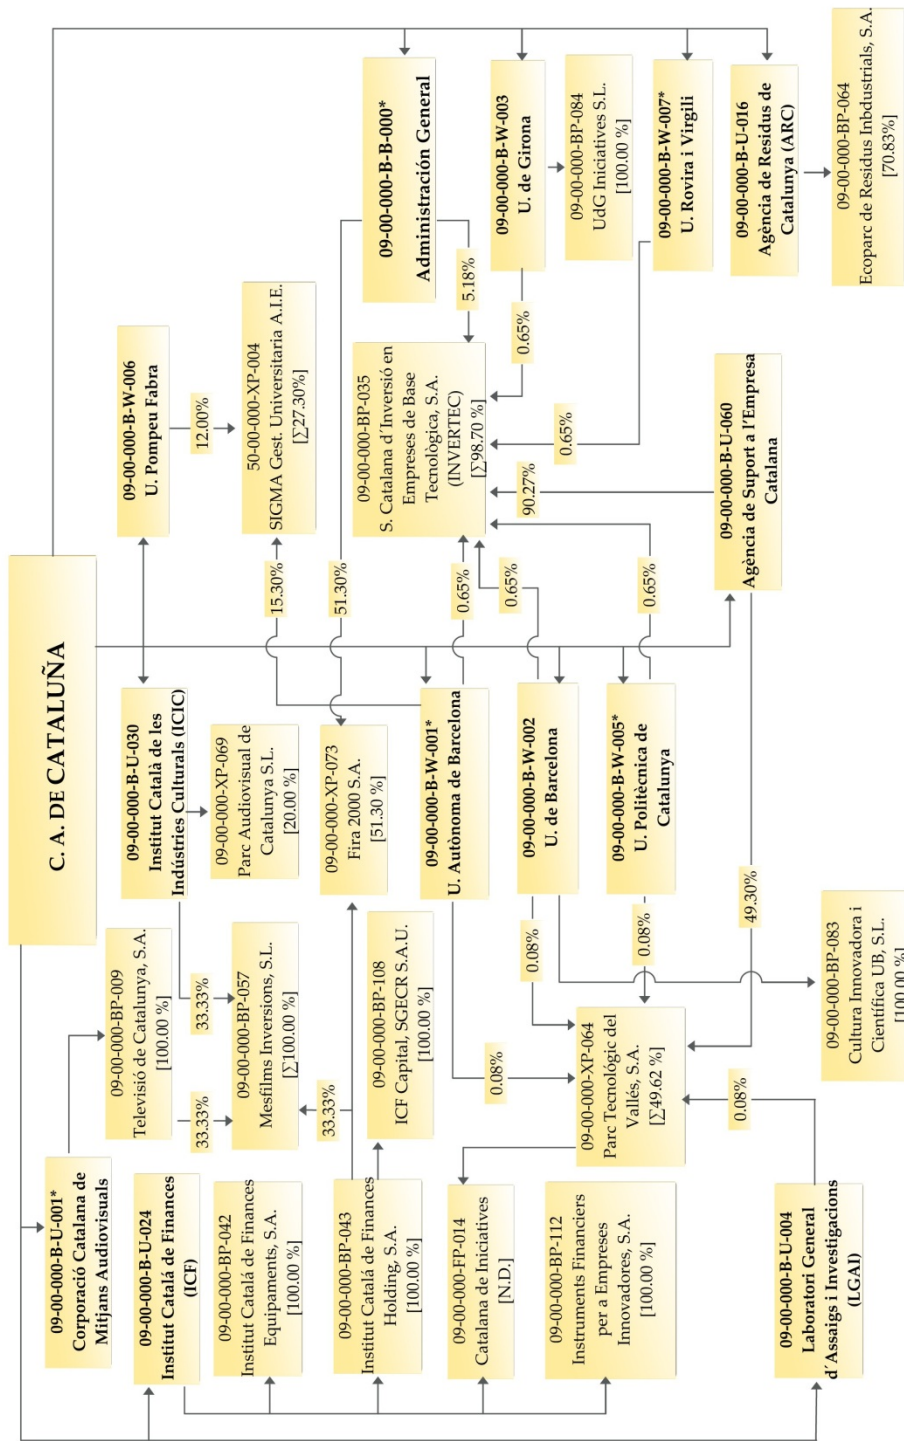 C. A. DE CATALUÑA
09-00-000-B-U-001*
Corporació Catalana de
Mitjans Audiovisuals
09-00-000-BP-009
Televisió de Catalunya, S.A.
[100.00 %]
09-00-000-B-U-030
Institut Català de les
Indústries Culturals (ICIC)
09-00-000-B-W-006
U. Pompeu Fabra
09-00-000-B-U-024
Institut Catalá de Finances
(ICF)
33.33%
33.33%
12.00%
09-00-000-BP-042
Institut Catalá de Finances
Equipaments, S.A.
[100.00 %]
09-00-000-BP-057
Mesfilms Inversions, S.L.
[∑100.00 %]
09-00-000-XP-069
Parc Audiovisual de
Catalunya S.L.
[20.00 %]
50-00-000-XP-004
SIGMA Gest. Universitaria A.I.E.
[∑27.30%]
33.33%
15.30%
51.30%
09-00-000-BP-043
Institut Catalá de Finances
Holding, S.A.
[100.00 %]
09-00-000-BP-108
ICF Capital, SGECR S.A.U.
[100.00 %]
09-00-000-XP-073
Fira 2000 S.A.
[51.30 %]
09-00-000-BP-035
S. Catalana d´Inversió en
Empreses de Base
Tecnològica, S.A.
(INVERTEC)
[∑98.70 %]
09-00-000-B-B-000*
Administración General
5.18%
09-00-000-FP-014
Catalana de Iniciatives
[N.D.]
09-00-000-B-W-001*
U. Autònoma de Barcelona
0.65%
0.08%
0.65%
0.65%
09-00-000-B-W-003
U. de Girona
09-00-000-BP-084
UdG Iniciatives S.L.
[100.00 %]
09-00-000-BP-112
Instruments Financiers
per a Empreses
Innovadores, S.A.
[100.00 %]
09-00-000-XP-064
Parc Tecnológic del
Vallés, S.A.
[∑49.62 %]
0.08%
09-00-000-B-W-002
U. de Barcelona
0.65%
90.27%
0.08%
09-00-000-B-W-005*
U. Politècnica de
Catalunya
0.65%
09-00-000-B-W-007*
U. Rovira i Virgili
0.08%
49.30%
09-00-000-B-U-004
Laboratori General
d´Assaigs i Investigacions
(LGAI)
09-00-000-B-U-060
Agència de Suport a l’Empresa
Catalana
09-00-000-B-U-016
Agència de Residus de
Catalunya (ARC)
09-00-000-BP-083
Cultura Innovadora i
Científica UB, S.L.
[100.00 %]
09-00-000-BP-064
Ecoparc de Residus Inbdustrials, S.A.
[70.83%]